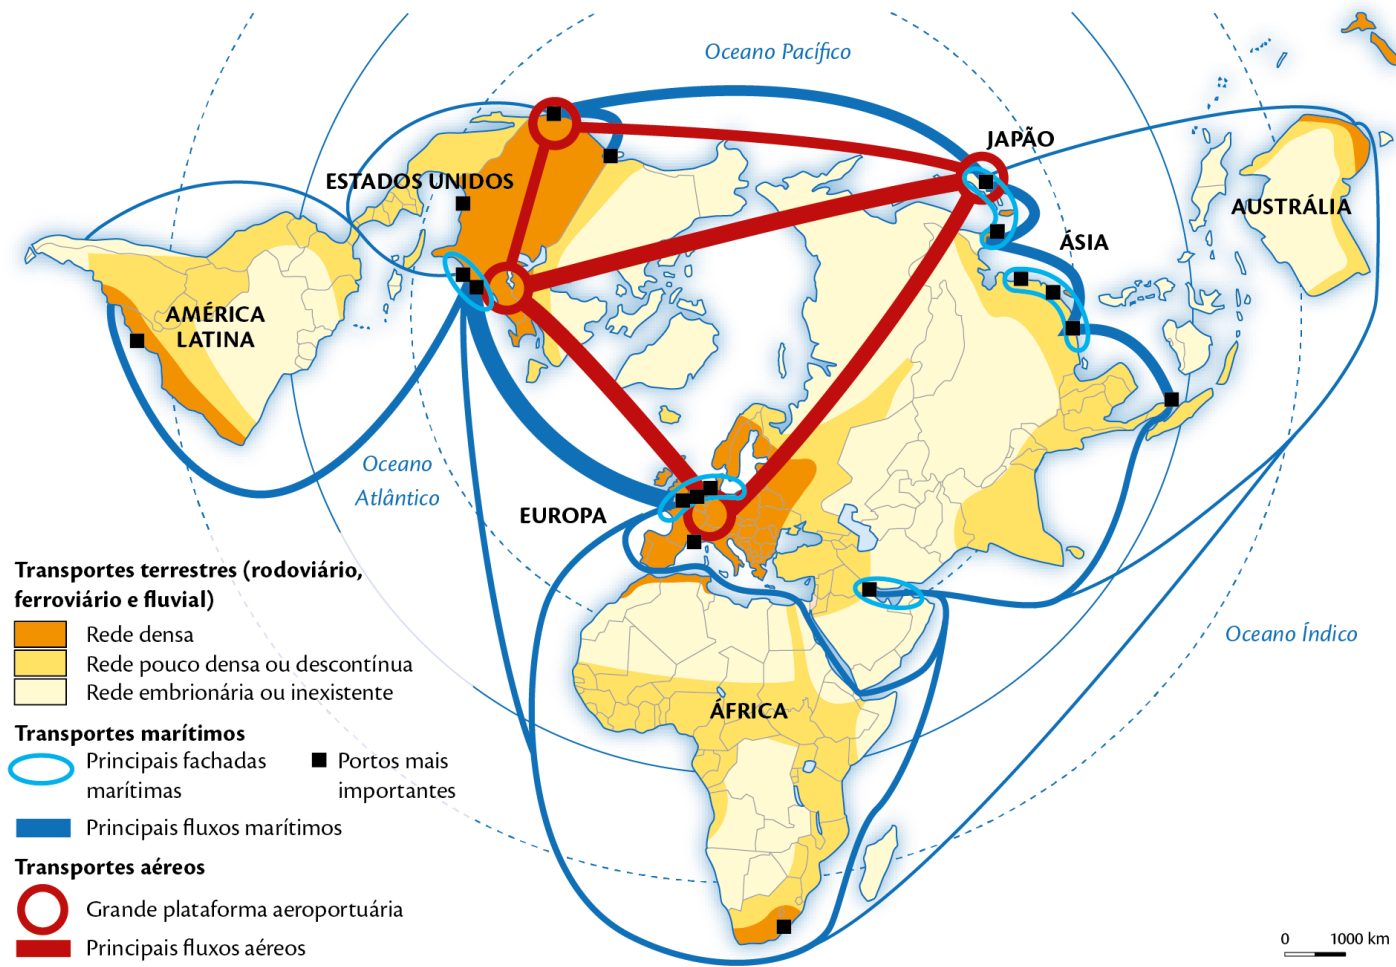 Oceano Pacífico
JAPÃO
ESTADOS UNIDOS
AUSTRÁLIA
ÁSIA
AMÉRICA
LATINA
Oceano
Atlântico
EUROPA
Oceano Índico
ÁFRICA
Transportes terrestres (rodoviário,
ferroviário e fluvial)
Rede densa
Rede pouco densa ou descontínua
Rede embrionária ou inexistente
Transportes marítimos
Principais fachadas
marítimas
Portos mais
importantes
Principais fluxos marítimos
Transportes aéreos
Grande plataforma aeroportuária
Principais fluxos aéreos
0 1000 km